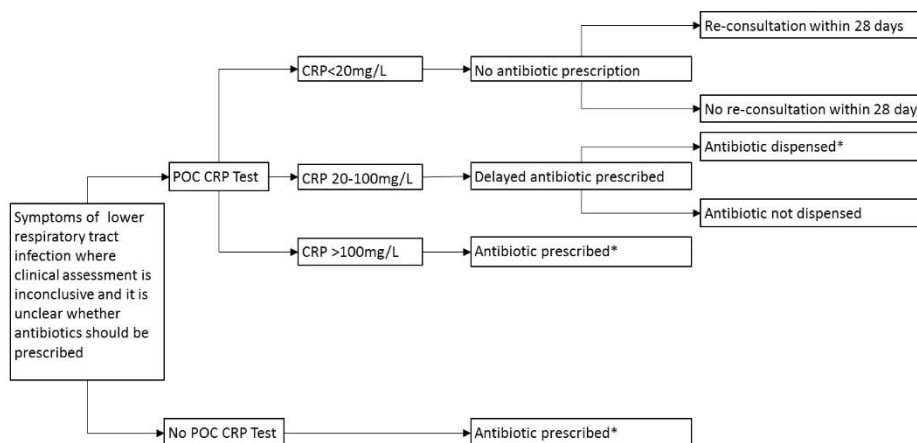 Re-consultation within 28 days
CRP<20mg/L
No antibiotic prescription
No re-consultation within 28 day
Antibiotic dispensed*
POC CRP Test
CRP 20-100mg/L
Delayed antibiotic prescribed
Symptoms of lower
respiratory tract
infection where
clinical assessment is
inconclusive and it is
unclear whether
antibiotics should be
prescribed
Antibiotic not dispensed
CRP >100mg/L
Antibiotic prescribed*
No POC CRP Test
Antibiotic prescribed*